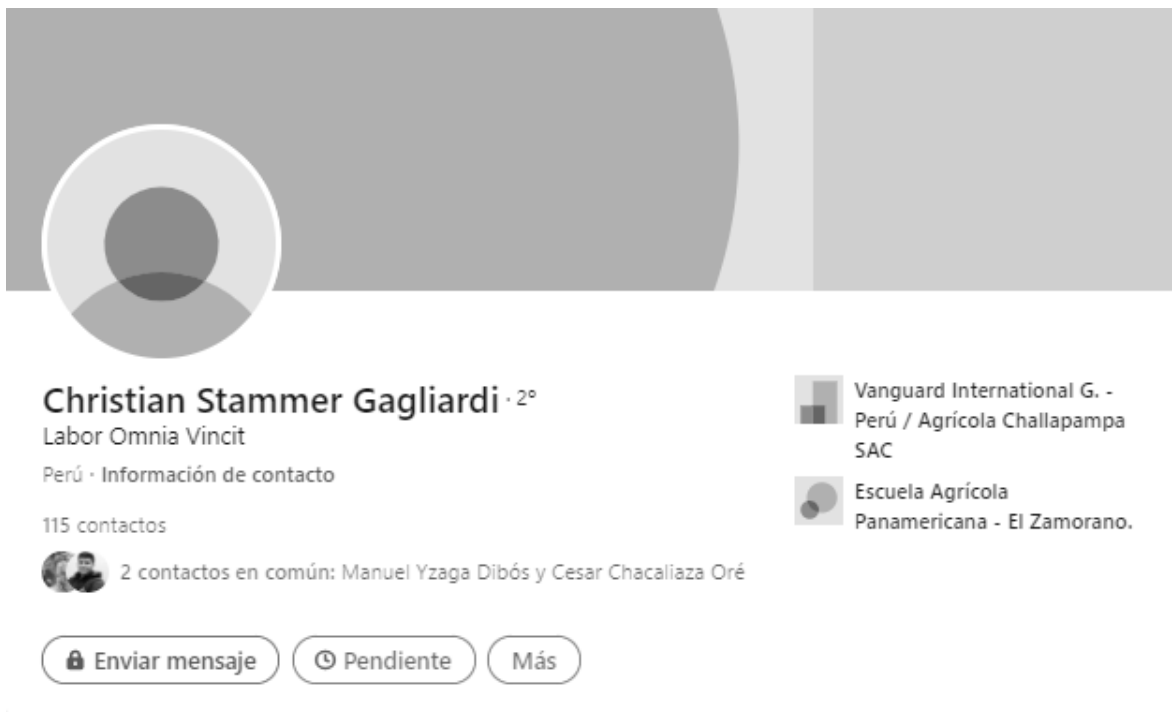 Christian Stammer Gagliardi · 2º
Labor Omnia Vincit
Perú · Información de contacto
115 contactos
2 contactos en común: Manuel Yzaga Dibós y Cesar Chacaliaza Oré
Enviar mensaje
Pendiente
Más
Vanguard International G. -
Perú / Agrícola Challapampa
SAC
Escuela Agrícola
Panamericana - El Zamorano.